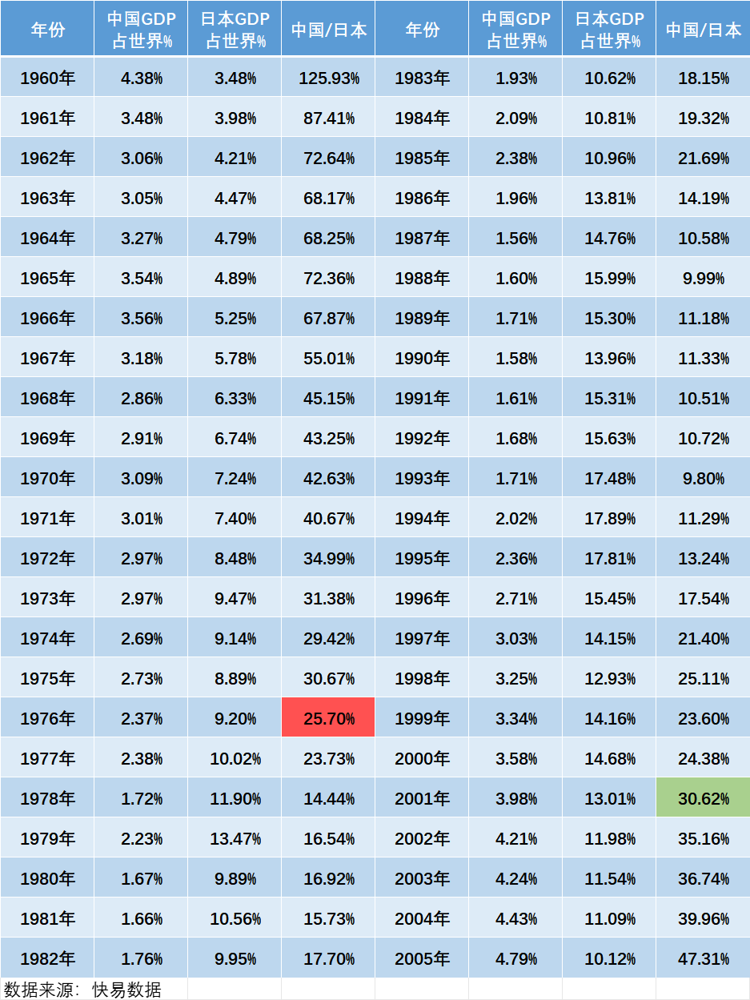 年份 中国GDP占世界% 日本GDP占世界% 中国/日本 年份 中国GDP占世界% 日本GDP占世界% 中国/日本
1960年 4.38% 3.48% 125.93% 1983年 1.93% 10.62% 18.15%
1961年 3.48% 3.98% 87.41% 1984年 2.09% 10.81% 19.32%
1962年 3.06% 4.21% 72.64% 1985年 2.38% 10.96% 21.69%
1963年 3.05% 4.47% 68.17% 1986年 1.96% 13.81% 14.19%
1964年 3.27% 4.79% 68.25% 1987年 1.56% 14.76% 10.58%
1965年 3.54% 4.89% 72.36% 1988年 1.60% 15.99% 9.99%
1966年 3.56% 5.25% 67.87% 1989年 1.71% 15.30% 11.18%
1967年 3.18% 5.78% 55.01% 1990年 1.58% 13.96% 11.33%
1968年 2.86% 6.33% 45.15% 1991年 1.61% 15.31% 10.51%
1969年 2.91% 6.74% 43.25% 1992年 1.68% 15.63% 10.72%
1970年 3.09% 7.24% 42.63% 1993年 1.71% 17.48% 9.80%
1971年 3.01% 7.40% 40.67% 1994年 2.02% 17.89% 11.29%
1972年 2.97% 8.48% 34.99% 1995年 2.36% 17.81% 13.24%
1973年 2.97% 9.47% 31.38% 1996年 2.71% 15.45% 17.54%
1974年 2.69% 9.14% 29.42% 1997年 3.03% 14.15% 21.40%
1975年 2.73% 8.89% 30.67% 1998年 3.25% 12.93% 25.11%
1976年 2.37% 9.20% 25.70% 1999年 3.34% 14.16% 23.60%
1977年 2.38% 10.02% 23.73% 2000年 3.58% 14.68% 24.38%
1978年 1.72% 11.90% 14.44% 2001年 3.98% 13.01% 30.62%
1979年 2.23% 13.47% 16.54% 2002年 4.21% 11.98% 35.16%
1980年 1.67% 9.89% 16.92% 2003年 4.24% 11.54% 36.74%
1981年 1.66% 10.56% 15.73% 2004年 4.43% 11.09% 39.96%
1982年 1.76% 9.95% 17.70% 2005年 4.79% 10.12% 47.31%
数据来源：快易数据